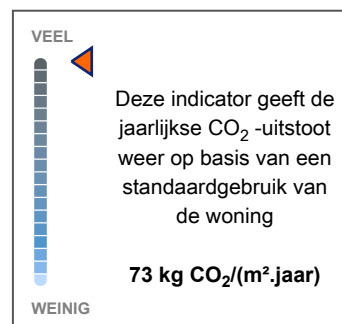 VEEL
Deze indicator geeft de
jaarlijkse CO₂ -uitstoot
weer op basis van een
standaardgebruik van
de woning
73 kg CO₂/(m².jaar)
WEINIG